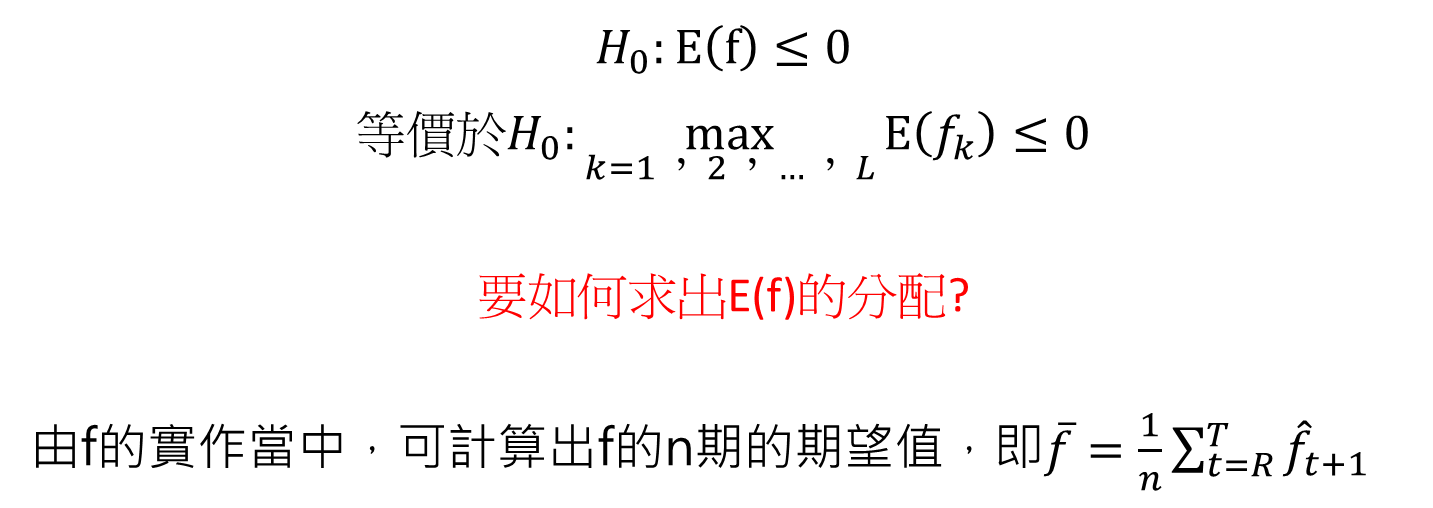 H₀: E(f) ≤ 0
等價於H₀: max_{k=1，2，…，L} E(fₖ) ≤ 0
要如何求出E(f)的分配?
由f的實作當中，可計算出f的n期的期望值，即f̄ = \frac{1}{n} ∑_{t=R}^{T} f̂_{t+1}